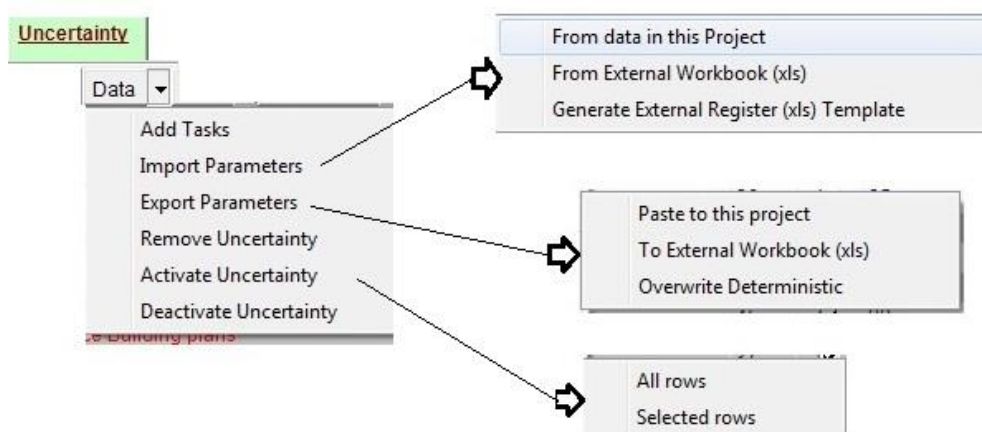 Uncertainty
Data
Add Tasks
Import Parameters
Export Parameters
Remove Uncertainty
Activate Uncertainty
Deactivate Uncertainty
From data in this Project
From External Workbook (xls)
Generate External Register (xls) Template
Paste to this project
To External Workbook (xls)
Overwrite Deterministic
All rows
Selected rows